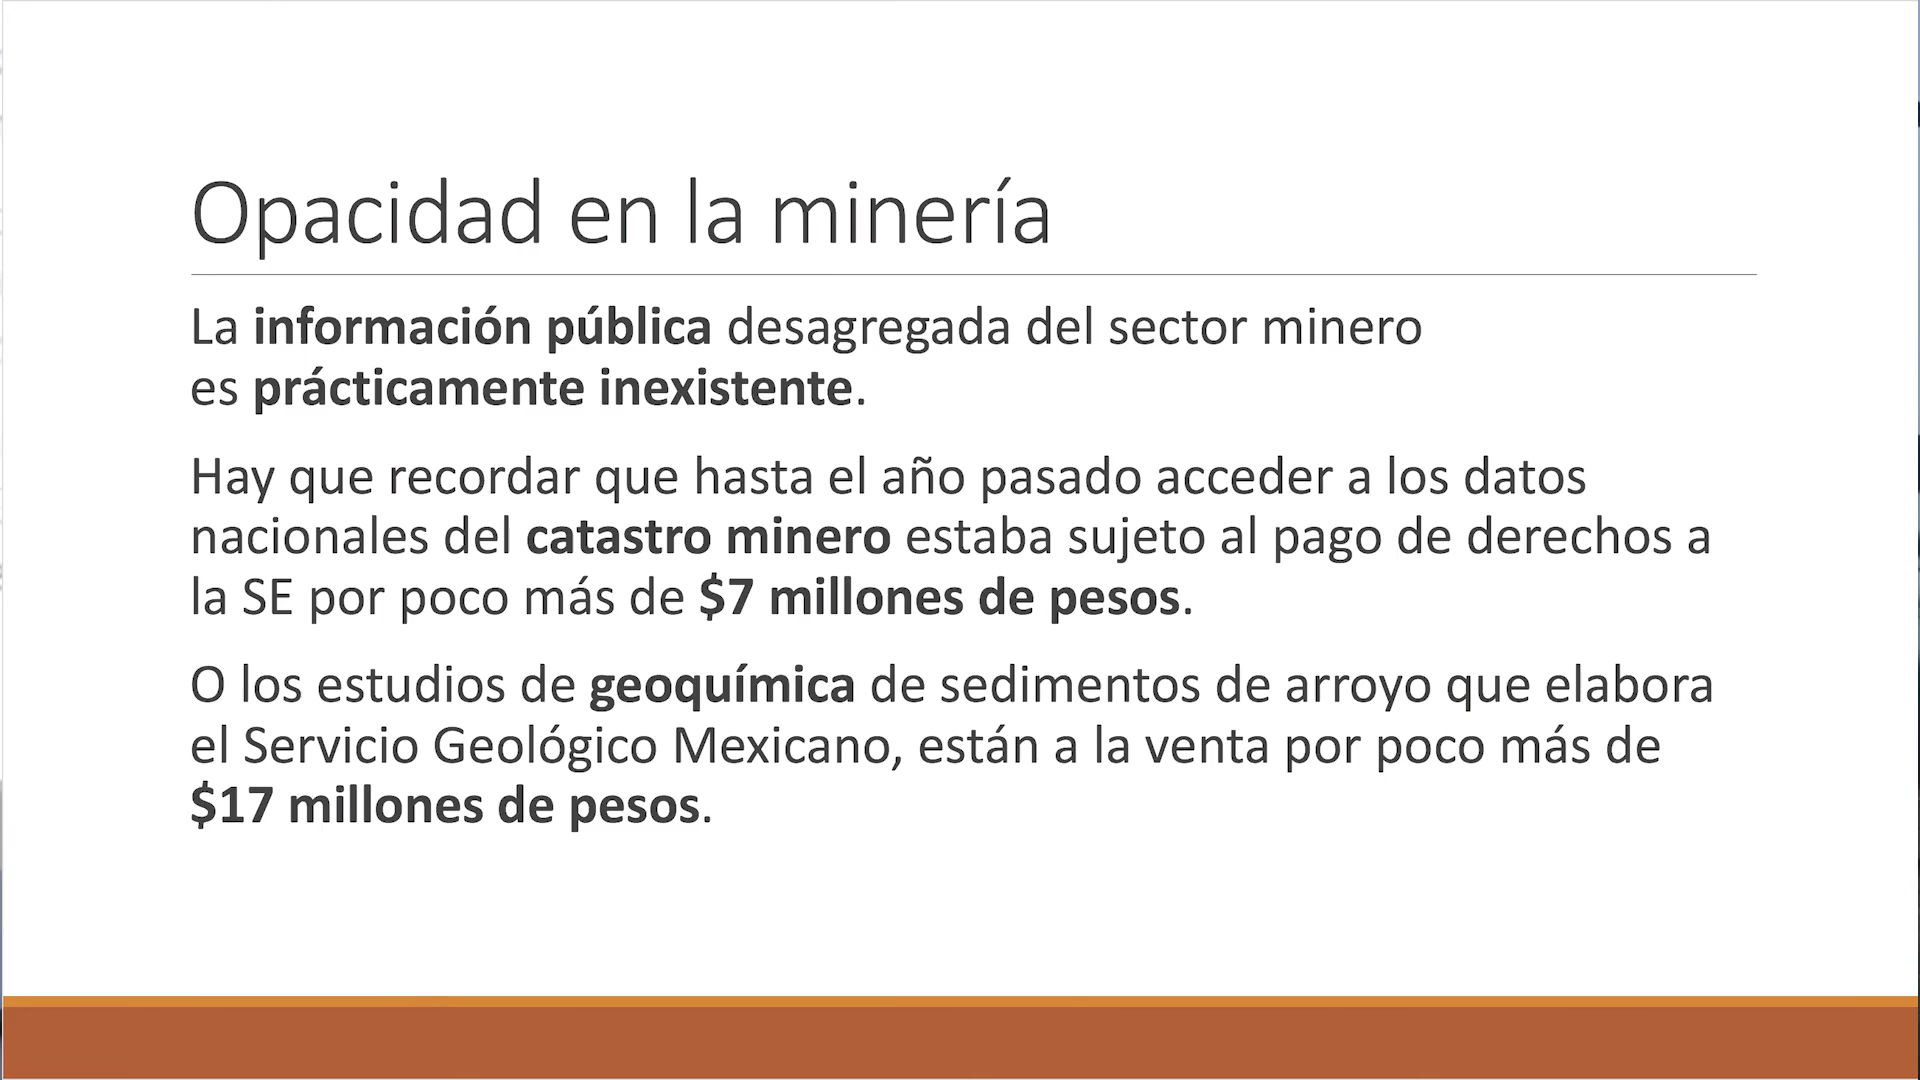 Opacidad en la minería
La información pública desagregada del sector minero
es prácticamente inexistente.
Hay que recordar que hasta el año pasado acceder a los datos
nacionales del catastro minero estaba sujeto al pago de derechos a
la SE por poco más de $7 millones de pesos.
O los estudios de geoquímica de sedimentos de arroyo que elabora
el Servicio Geológico Mexicano, están a la venta por poco más de
$17 millones de pesos.